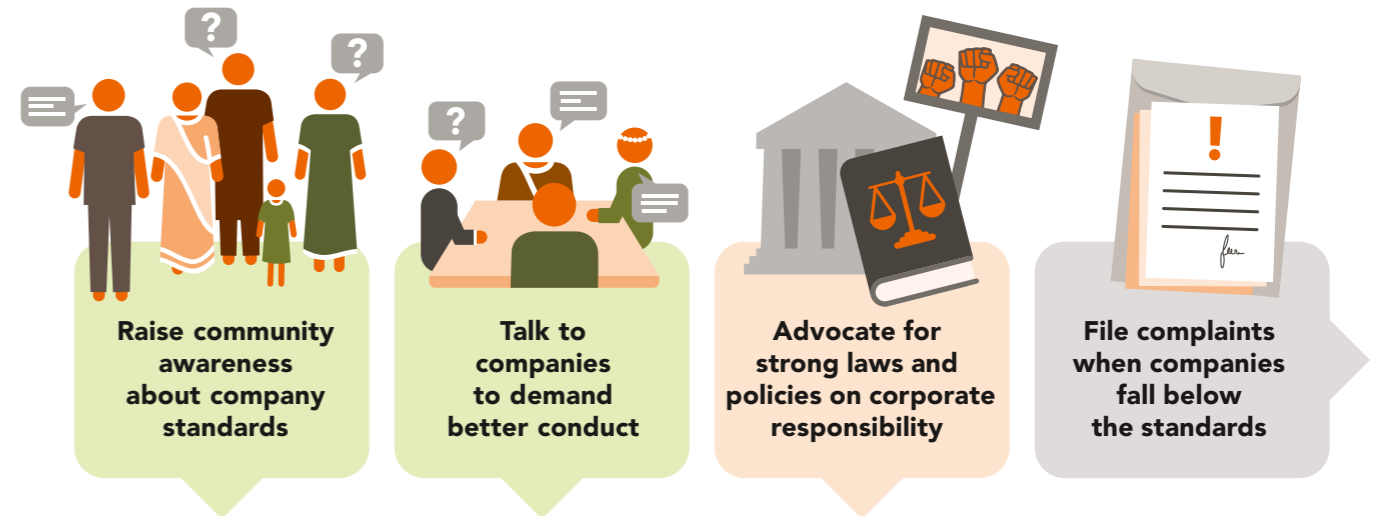 ?
?
?
!
Raise community
awareness
about company
standards
Talk to
companies
to demand
better conduct
Advocate for
strong laws and
policies on corporate
responsibility
File complaints
when companies
fall below
the standards